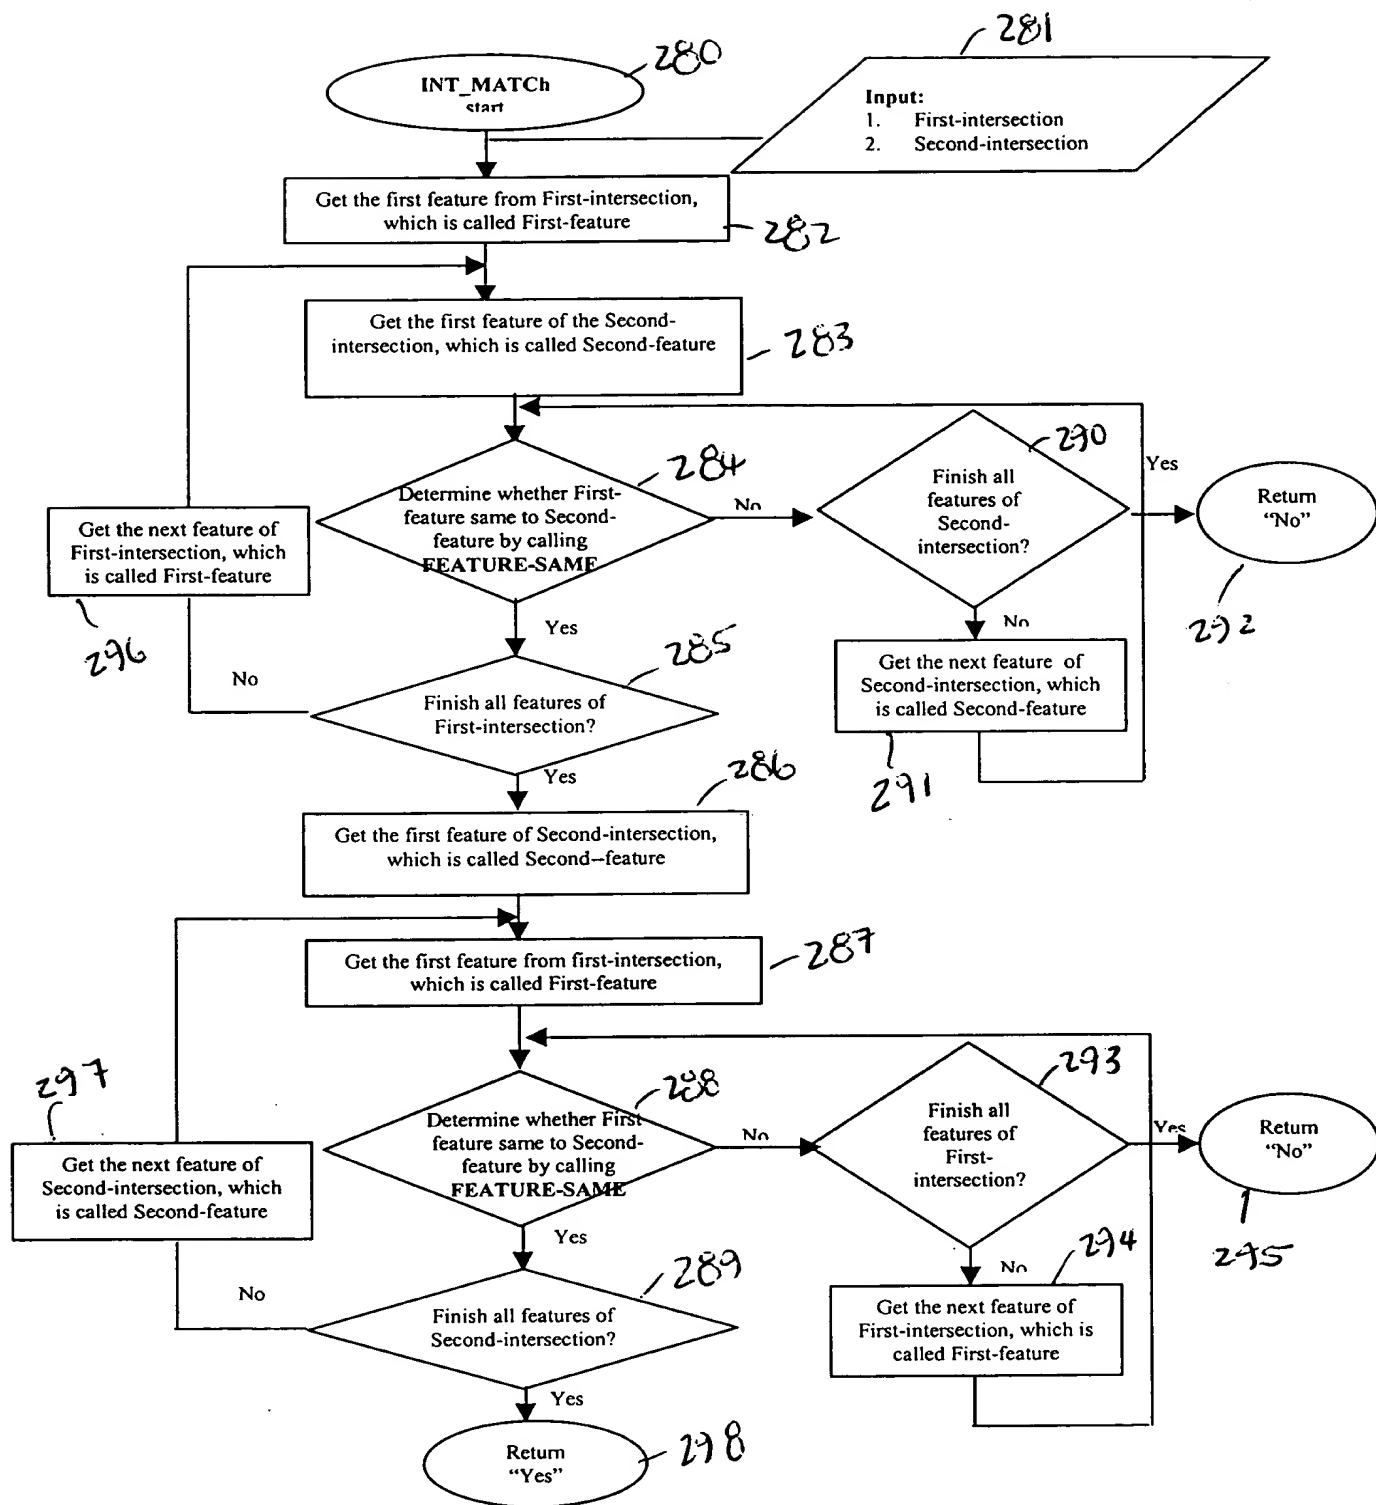 280
281
INT_MATCh
start
Input:
1. First-intersection
2. Second-intersection
Get the first feature from First-intersection,
which is called First-feature
282
Get the first feature of the Second-
intersection, which is called Second-feature
283
284
290
Determine whether First-
feature same to Second-
feature by calling
FEATURE-SAME
No
Finish all
features of
Second-
intersection?
Yes
Return
"No"
292
Get the next feature of
First-intersection, which
is called First-feature
296
Yes
No
285
No
Finish all features of
First-intersection?
Get the next feature of
Second-intersection, which
is called Second-feature
291
Yes
286
Get the first feature of Second-intersection,
which is called Second--feature
Get the first feature from first-intersection,
which is called First-feature
287
297
288
293
Determine whether First
feature same to Second-
feature by calling
FEATURE-SAME
No
Finish all
features of
First-
intersection?
Yes
Return
"No"
295
Get the next feature of
Second-intersection, which
is called Second-feature
Yes
No
294
289
No
Finish all features of
Second-intersection?
Get the next feature of
First-intersection, which is
called First-feature
Yes
Return
"Yes"
298